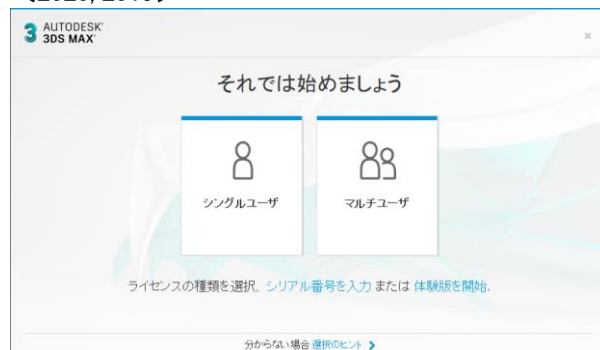 3 AUTODESK
3DS MAX
×
それでは始めましょう
シングルユーザ マルチユーザ
ライセンスの種類を選択、シリアル番号を入力 または 体験版を開始.
分からない場合 選択のヒント